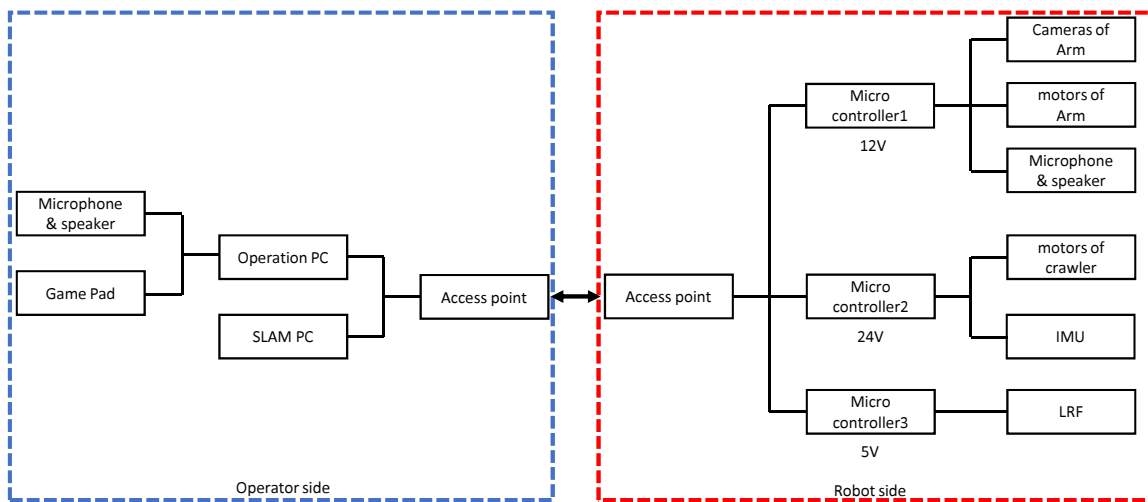 Microphone
& speaker
Game Pad
Operation PC
SLAM PC
Access point
Operator side
Access point
Micro
controller1
12V
Cameras of
Arm
motors of
Arm
Microphone
& speaker
Micro
controller2
24V
motors of
crawler
IMU
Micro
controller3
5V
LRF
Robot side